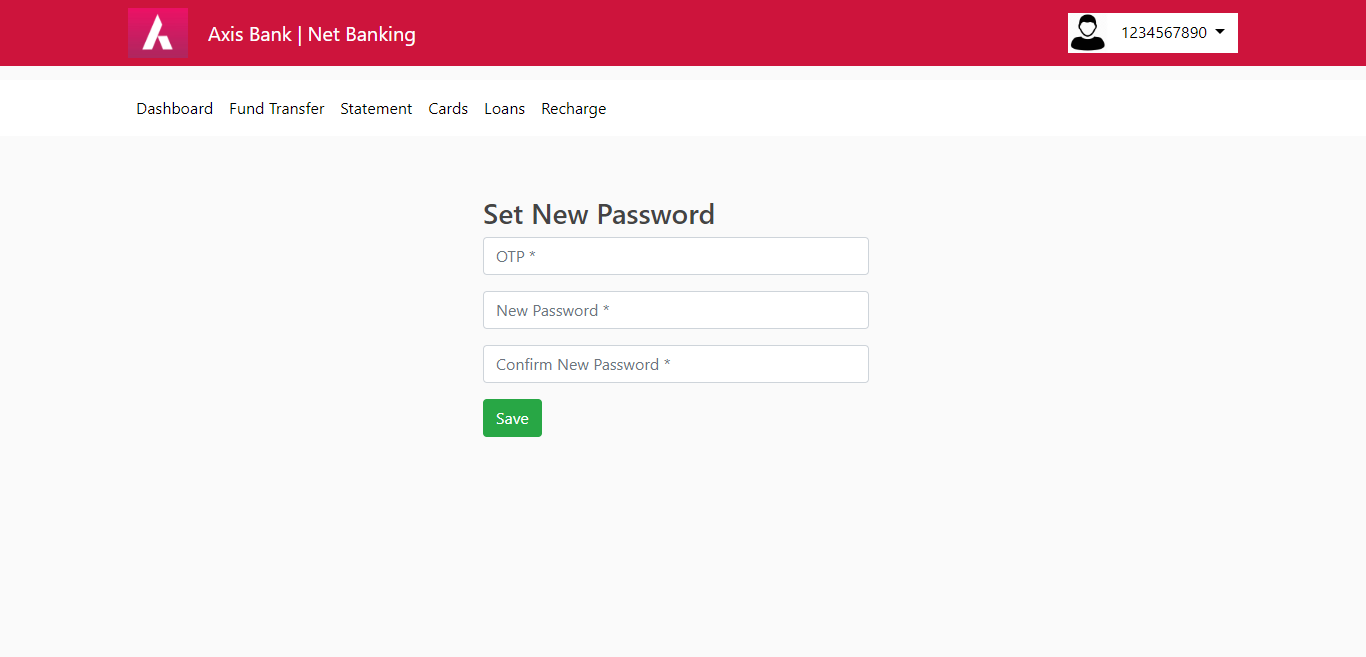 Axis Bank | Net Banking
1234567890
Dashboard Fund Transfer Statement Cards Loans Recharge
Set New Password
OTP *
New Password *
Confirm New Password *
Save